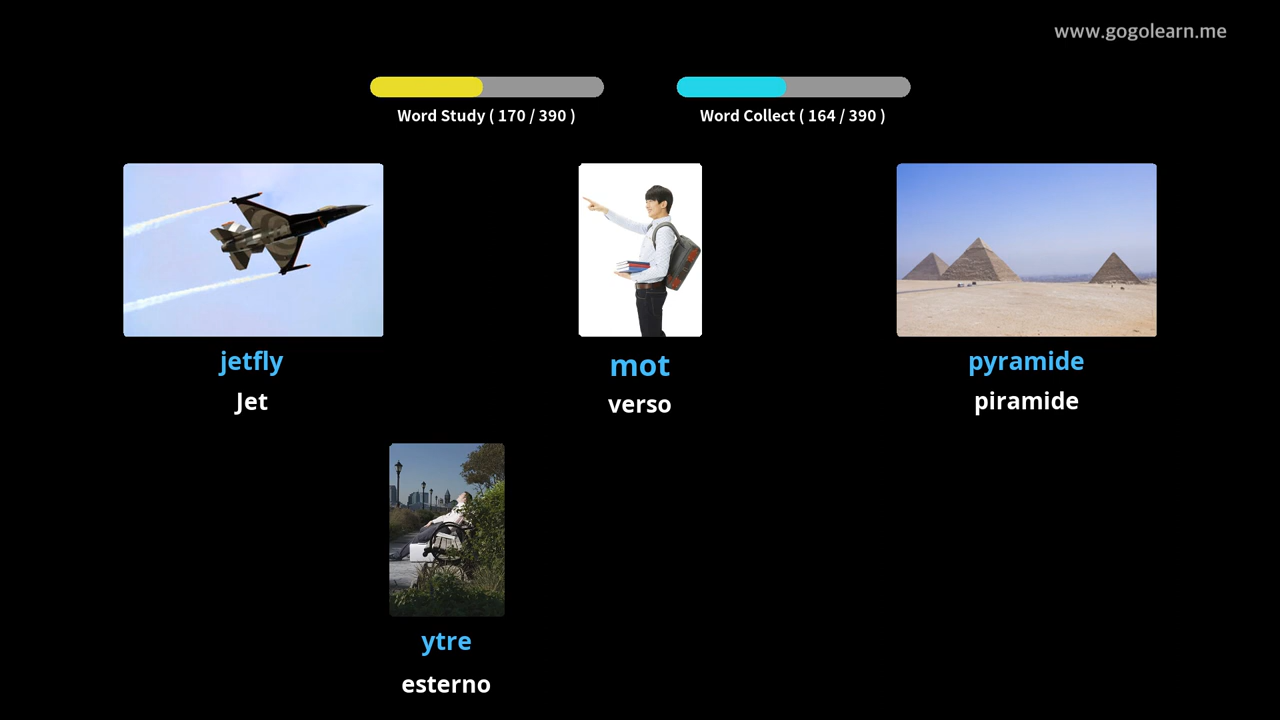 www.gogolearn.me
Word Study ( 170 / 390 )
Word Collect ( 164 / 390 )
jetfly
Jet
mot
verso
pyramide
piramide
ytre
esterno